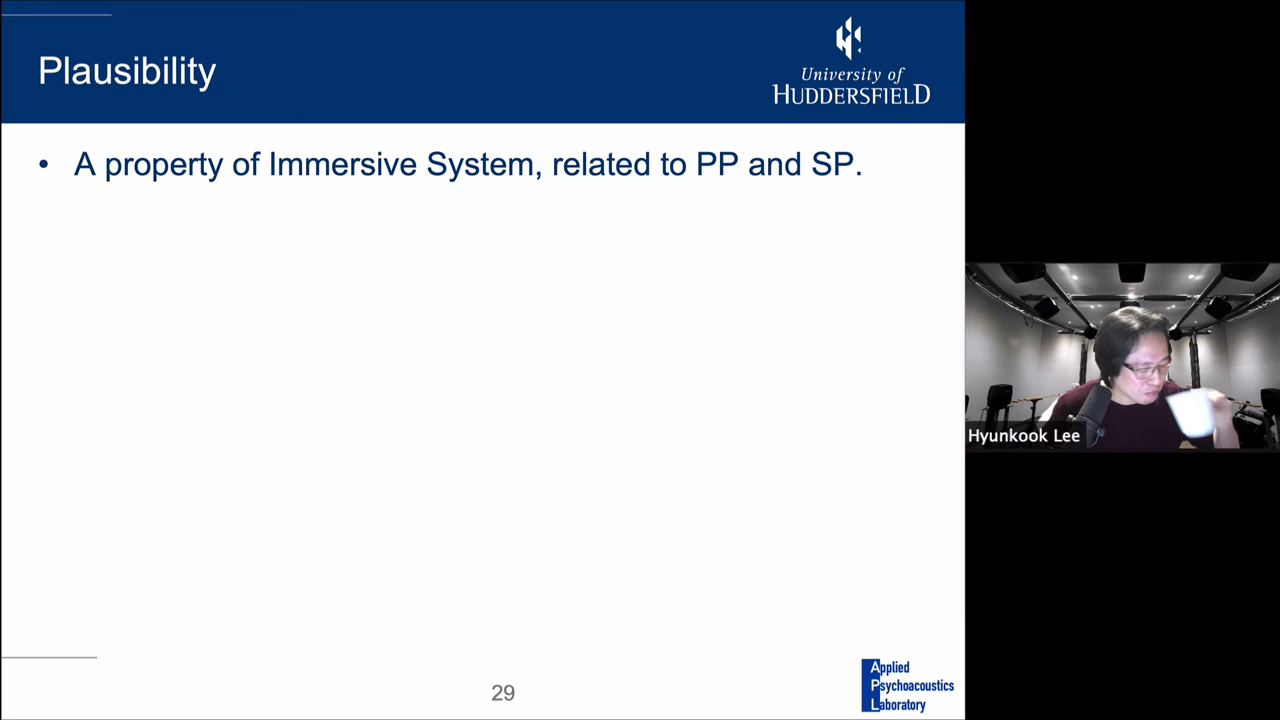 Plausibility
University of
HUDDERSFIELD
• A property of Immersive System, related to PP and SP.
Hyunkook Lee
29
Applied
Psychoacoustics
Laboratory